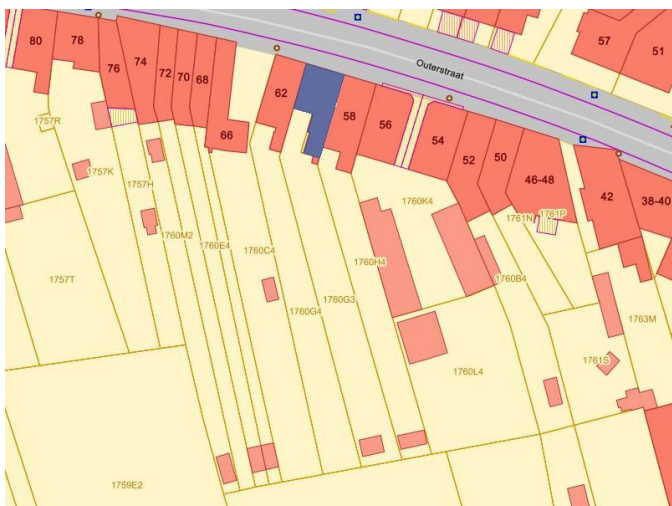 80
78
76
74
72
70
68
66
62
58
56
54
52
50
46-48
42
38-40
57
51
Outerstraat
1757R
1757K
1757H
1760M2
1760E4
1760C4
1760G4
1760G3
1760H4
1760K4
1761N
1761P
1760B4
1757T
1763M
1761S
1760L4
1759E2